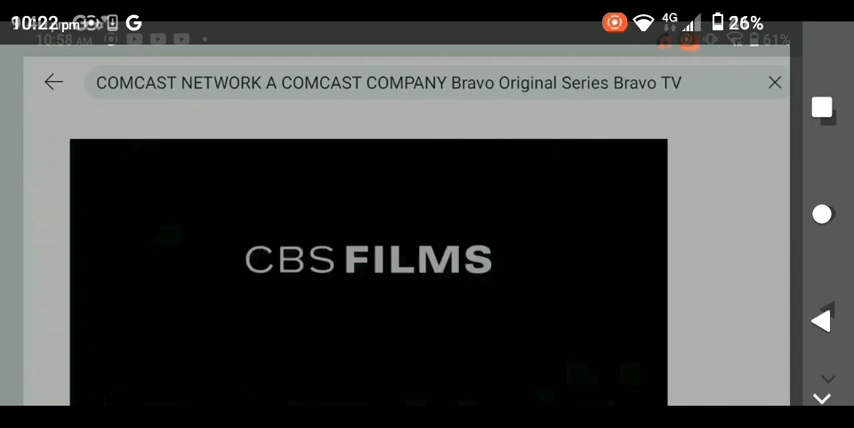 10:22 pm G 4G 26%
10:58 AM 61%
COMCAST NETWORK A COMCAST COMPANY Bravo Original Series Bravo TV
CBS FILMS